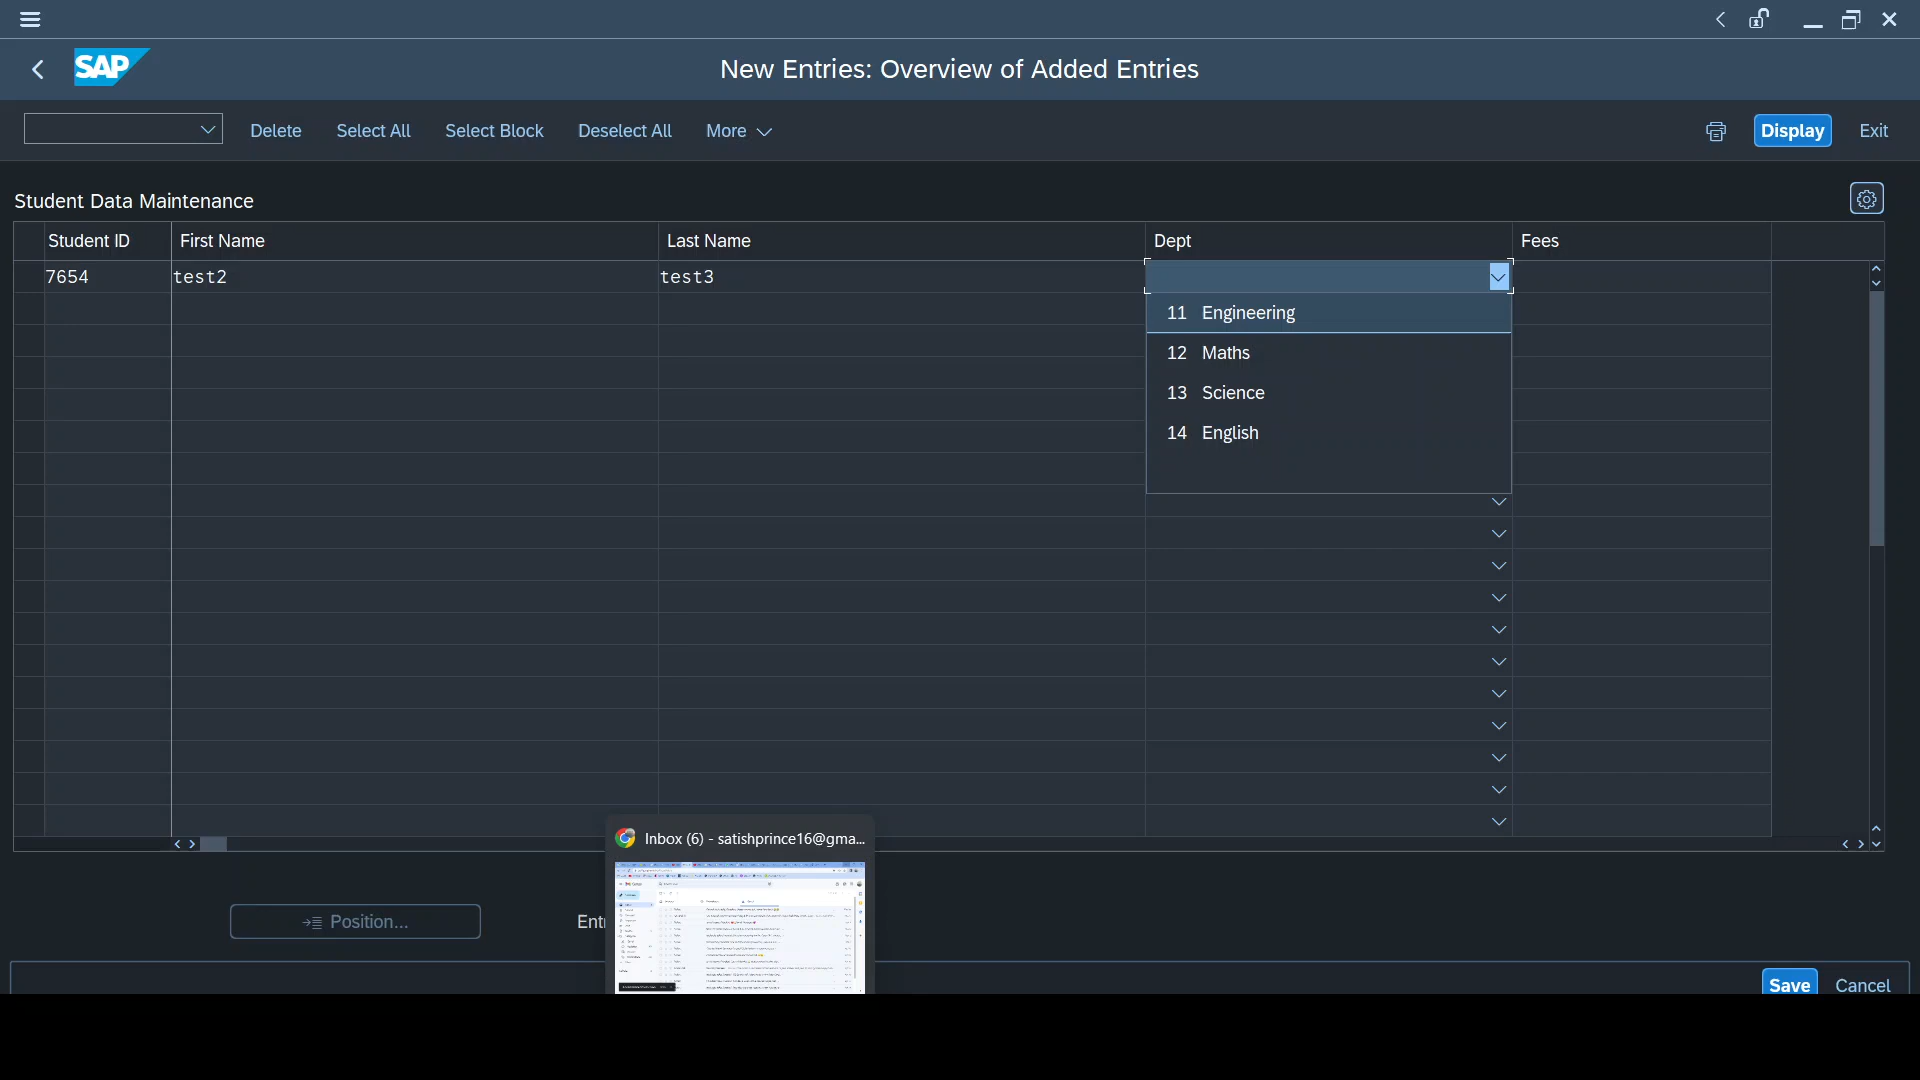 SAP
New Entries: Overview of Added Entries
Delete Select All Select Block Deselect All More
Display Exit
Student Data Maintenance
Student ID First Name Last Name Dept Fees
7654 test2 test3
11 Engineering
12 Maths
13 Science
14 English
Inbox (6) - satishprince16@gma...
Position... Entr
Save Cancel